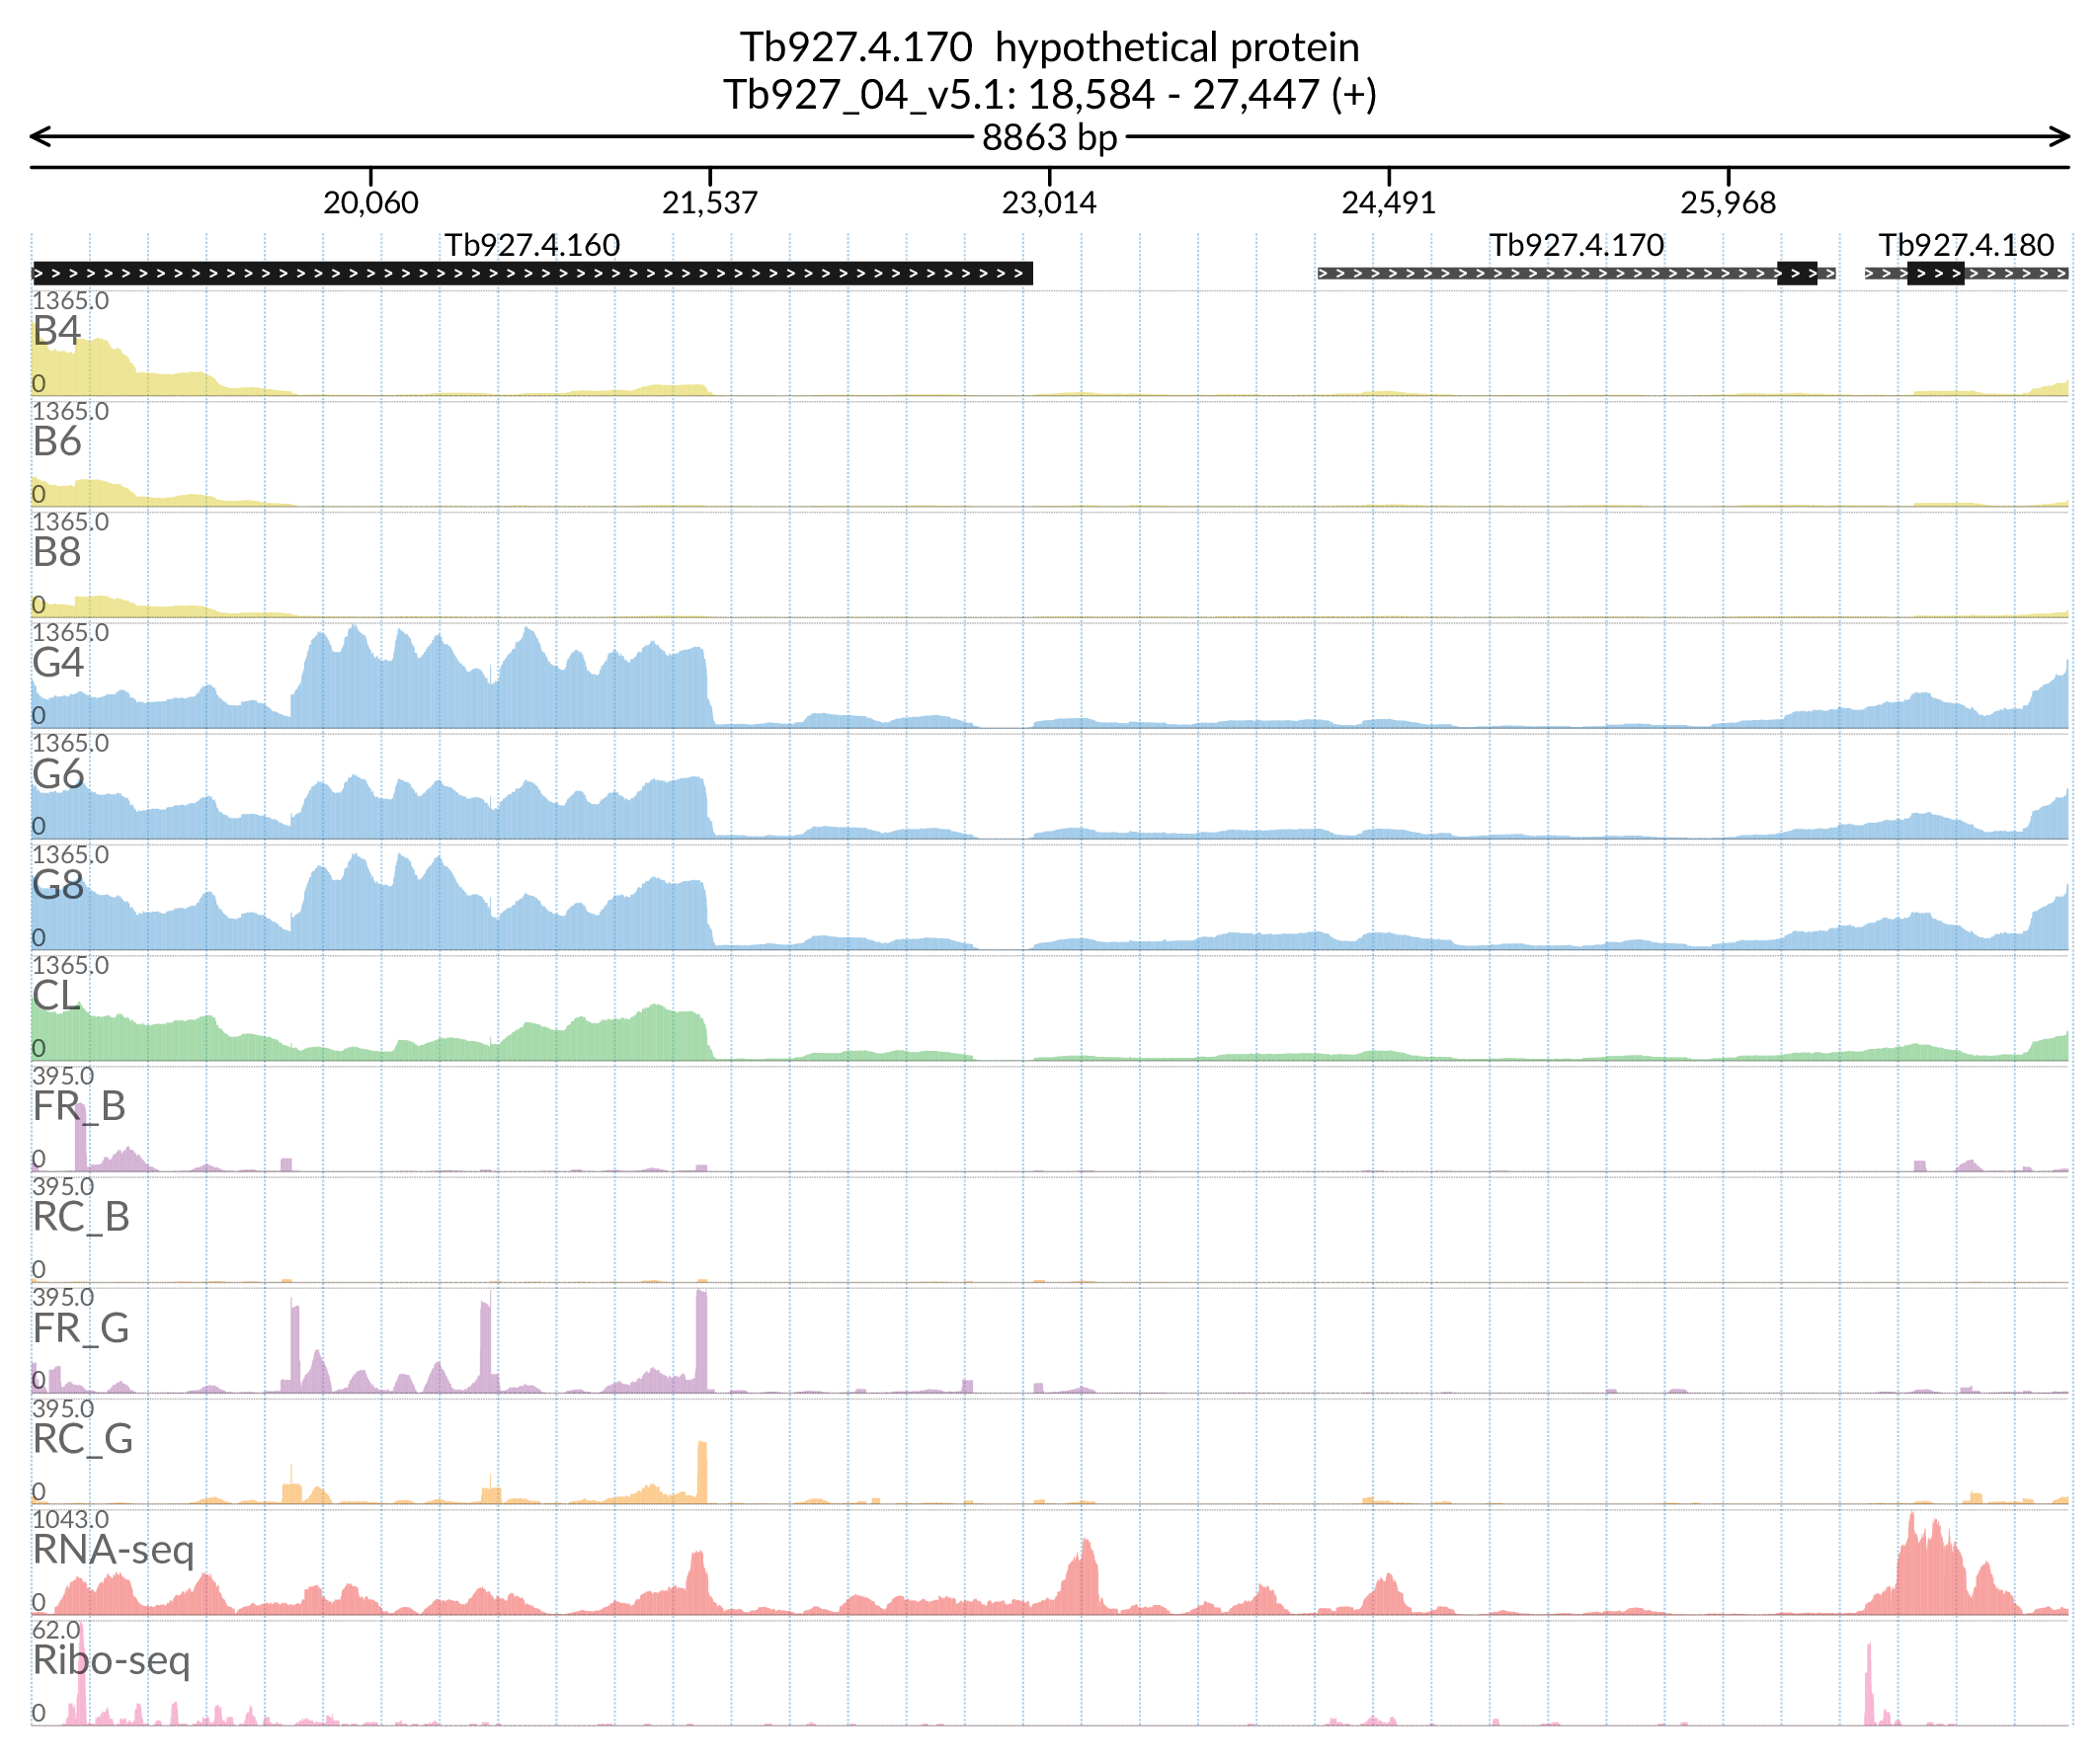 Tb927.4.170 hypothetical protein
Tb927_04_v5.1: 18,584 - 27,447 (+)
8863 bp
20,060 21,537 23,014 24,491 25,968
Tb927.4.160 Tb927.4.170 Tb927.4.180
1365.0
B4
0
1365.0
B6
0
1365.0
B8
0
1365.0
G4
0
1365.0
G6
0
1365.0
G8
0
1365.0
CL
0
395.0
FR_B
0
395.0
RC_B
0
395.0
FR_G
0
395.0
RC_G
0
1043.0
RNA-seq
0
62.0
Ribo-seq
0